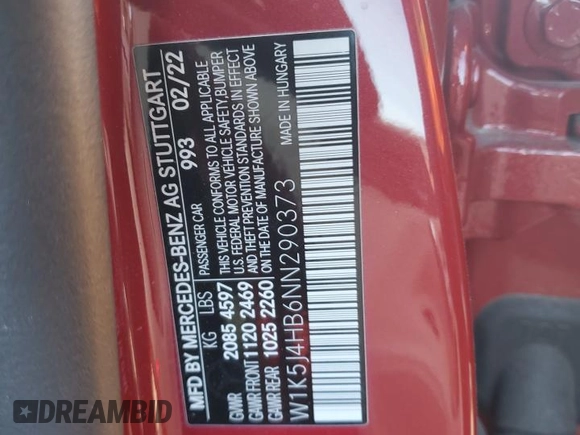 MFD BY MERCEDES-BENZ AG STUTTGART
KG LBS PASSENGER CAR 993 02/22
GVWR 2085 4597
GAWR FRONT 1120 2469
GAWR REAR 1025 2260
THIS VEHICLE CONFORMS TO ALL APPLICABLE
U.S. FEDERAL MOTOR VEHICLE SAFETY, BUMPER
AND THEFT PREVENTION STANDARDS IN EFFECT
ON THE DATE OF MANUFACTURE SHOWN ABOVE
MADE IN HUNGARY
W1K5J4HB6NN290373
DREAMBID